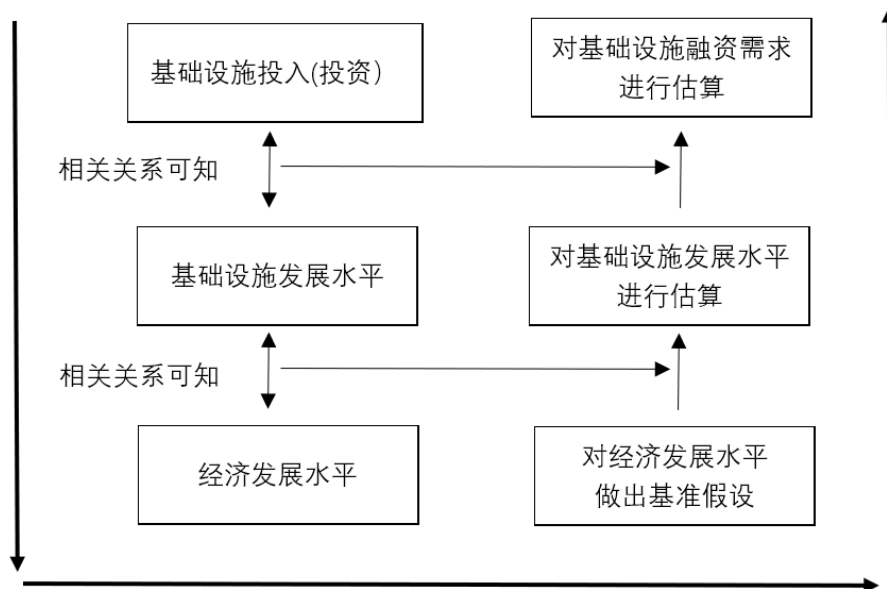 基础设施投入(投资）
对基础设施融资需求
进行估算
相关关系可知
基础设施发展水平
对基础设施发展水平
进行估算
相关关系可知
经济发展水平
对经济发展水平
做出基准假设